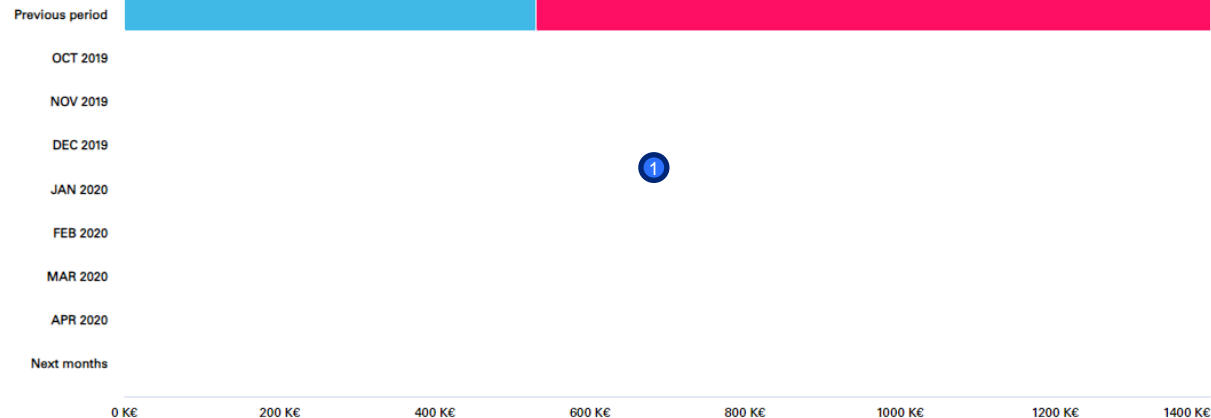 Previous period
OCT 2019
NOV 2019
DEC 2019
1
JAN 2020
FEB 2020
MAR 2020
APR 2020
Next months
0 K€ 200 K€ 400 K€ 600 K€ 800 K€ 1000 K€ 1200 K€ 1400 K€